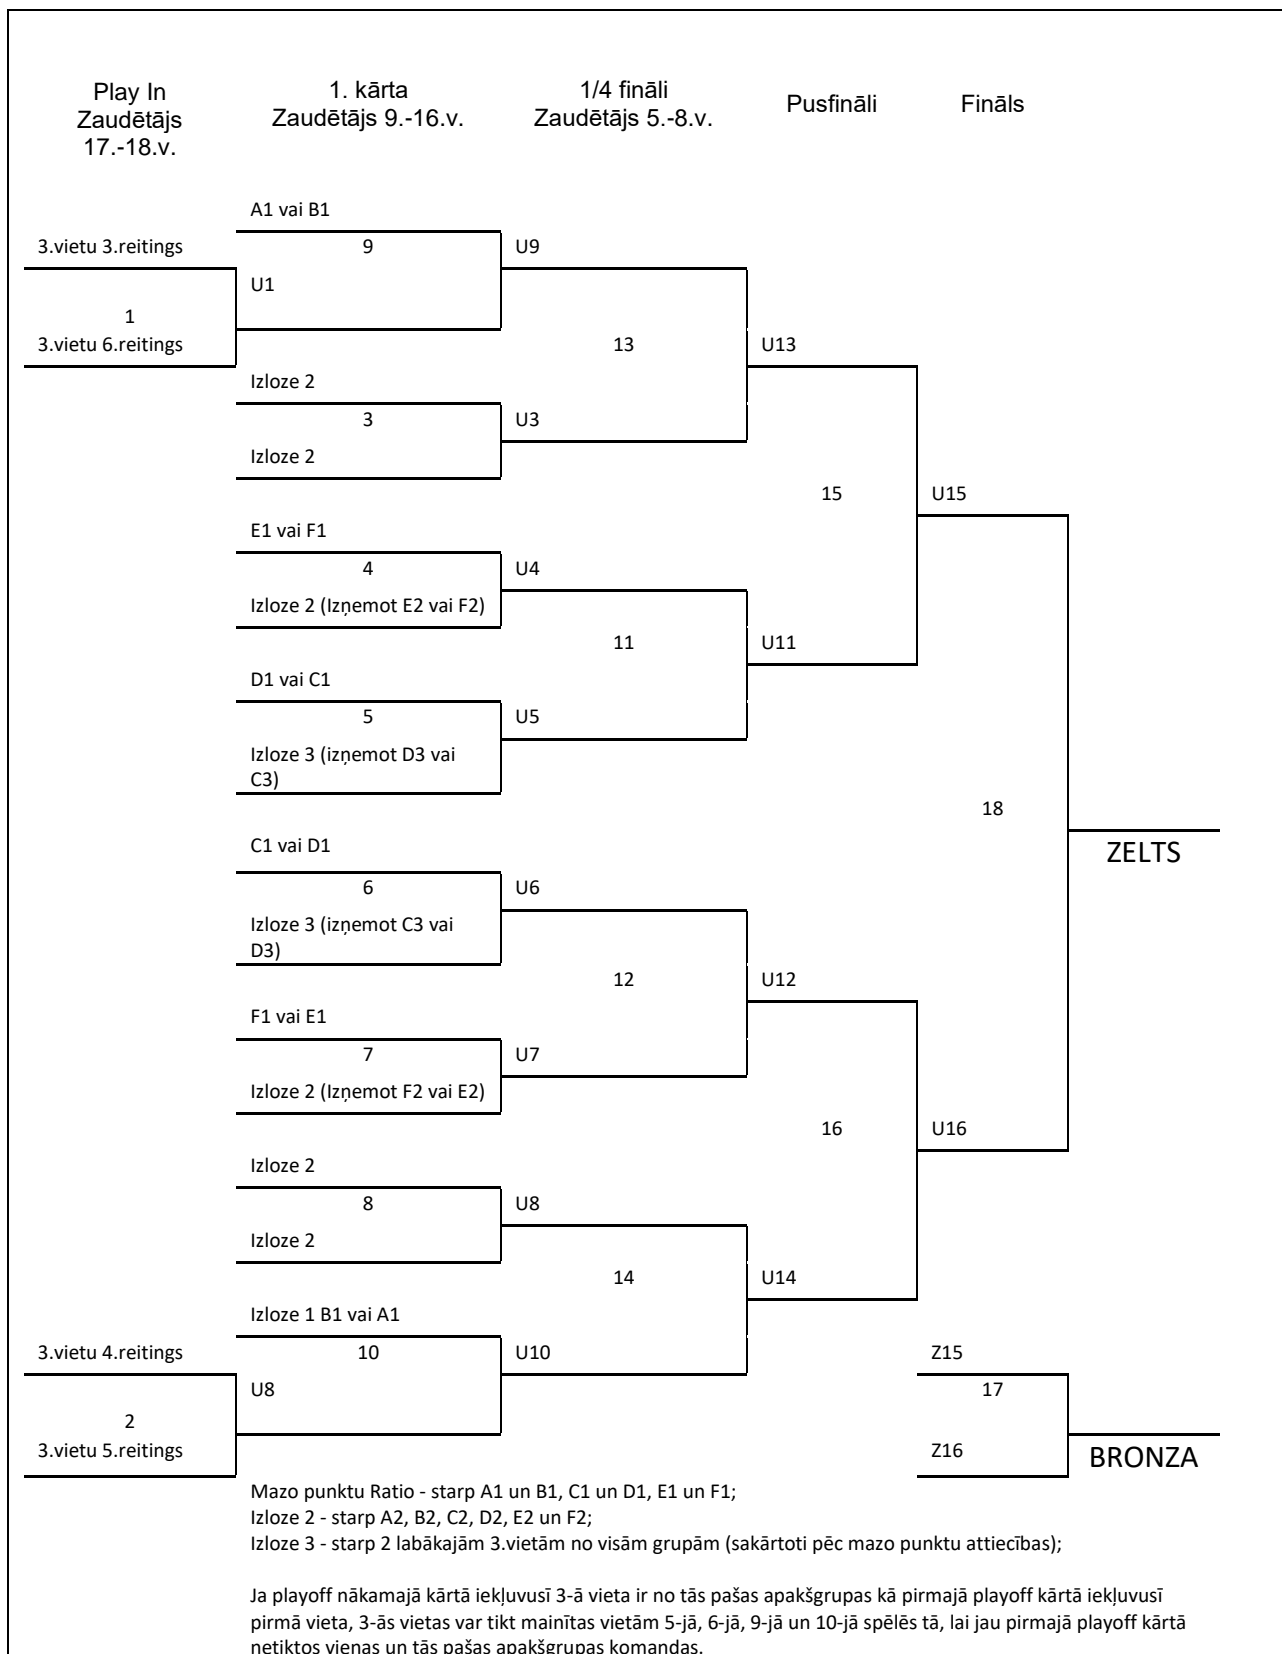 Play In
Zaudētājs
17.-18.v.
1. kārta
Zaudētājs 9.-16.v.
1/4 fināli
Zaudētājs 5.-8.v.
Pusfināli
Fināls
A1 vai B1
3.vietu 3.reitings
9
U9
U1
1
3.vietu 6.reitings
13
U13
Izloze 2
3
U3
Izloze 2
15
U15
E1 vai F1
4
U4
Izloze 2 (Izņemot E2 vai F2)
11
U11
D1 vai C1
5
U5
Izloze 3 (izņemot D3 vai
C3)
18
ZELTS
C1 vai D1
6
U6
Izloze 3 (izņemot C3 vai
D3)
12
U12
F1 vai E1
7
U7
Izloze 2 (Izņemot F2 vai E2)
16
U16
Izloze 2
8
U8
Izloze 2
14
U14
Izloze 1 B1 vai A1
3.vietu 4.reitings
10
U10
Z15
U8
17
2
3.vietu 5.reitings
Z16
BRONZA
Mazo punktu Ratio - starp A1 un B1, C1 un D1, E1 un F1;
Izloze 2 - starp A2, B2, C2, D2, E2 un F2;
Izloze 3 - starp 2 labākajām 3.vietām no visām grupām (sakārtoti pēc mazo punktu attiecības);
Ja playoff nākamajā kārtā iekļuvusī 3-ā vieta ir no tās pašas apakšgrupas kā pirmajā playoff kārtā iekļuvusī
pirmā vieta, 3-ās vietas var tikt mainītas vietām 5-jā, 6-jā, 9-jā un 10-jā spēlēs tā, lai jau pirmajā playoff kārtā
netiktos vienas un tās pašas apakšgrupas komandas.